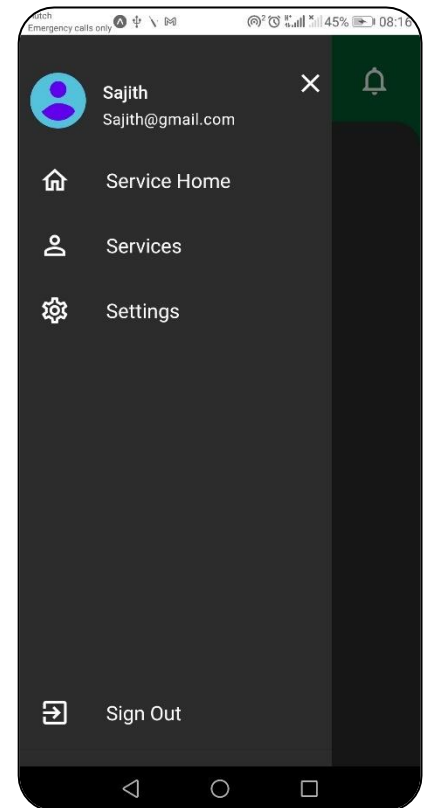 Emergency calls only
45% 08:16
Sajith
Sajith@gmail.com
Service Home
Services
Settings
Sign Out